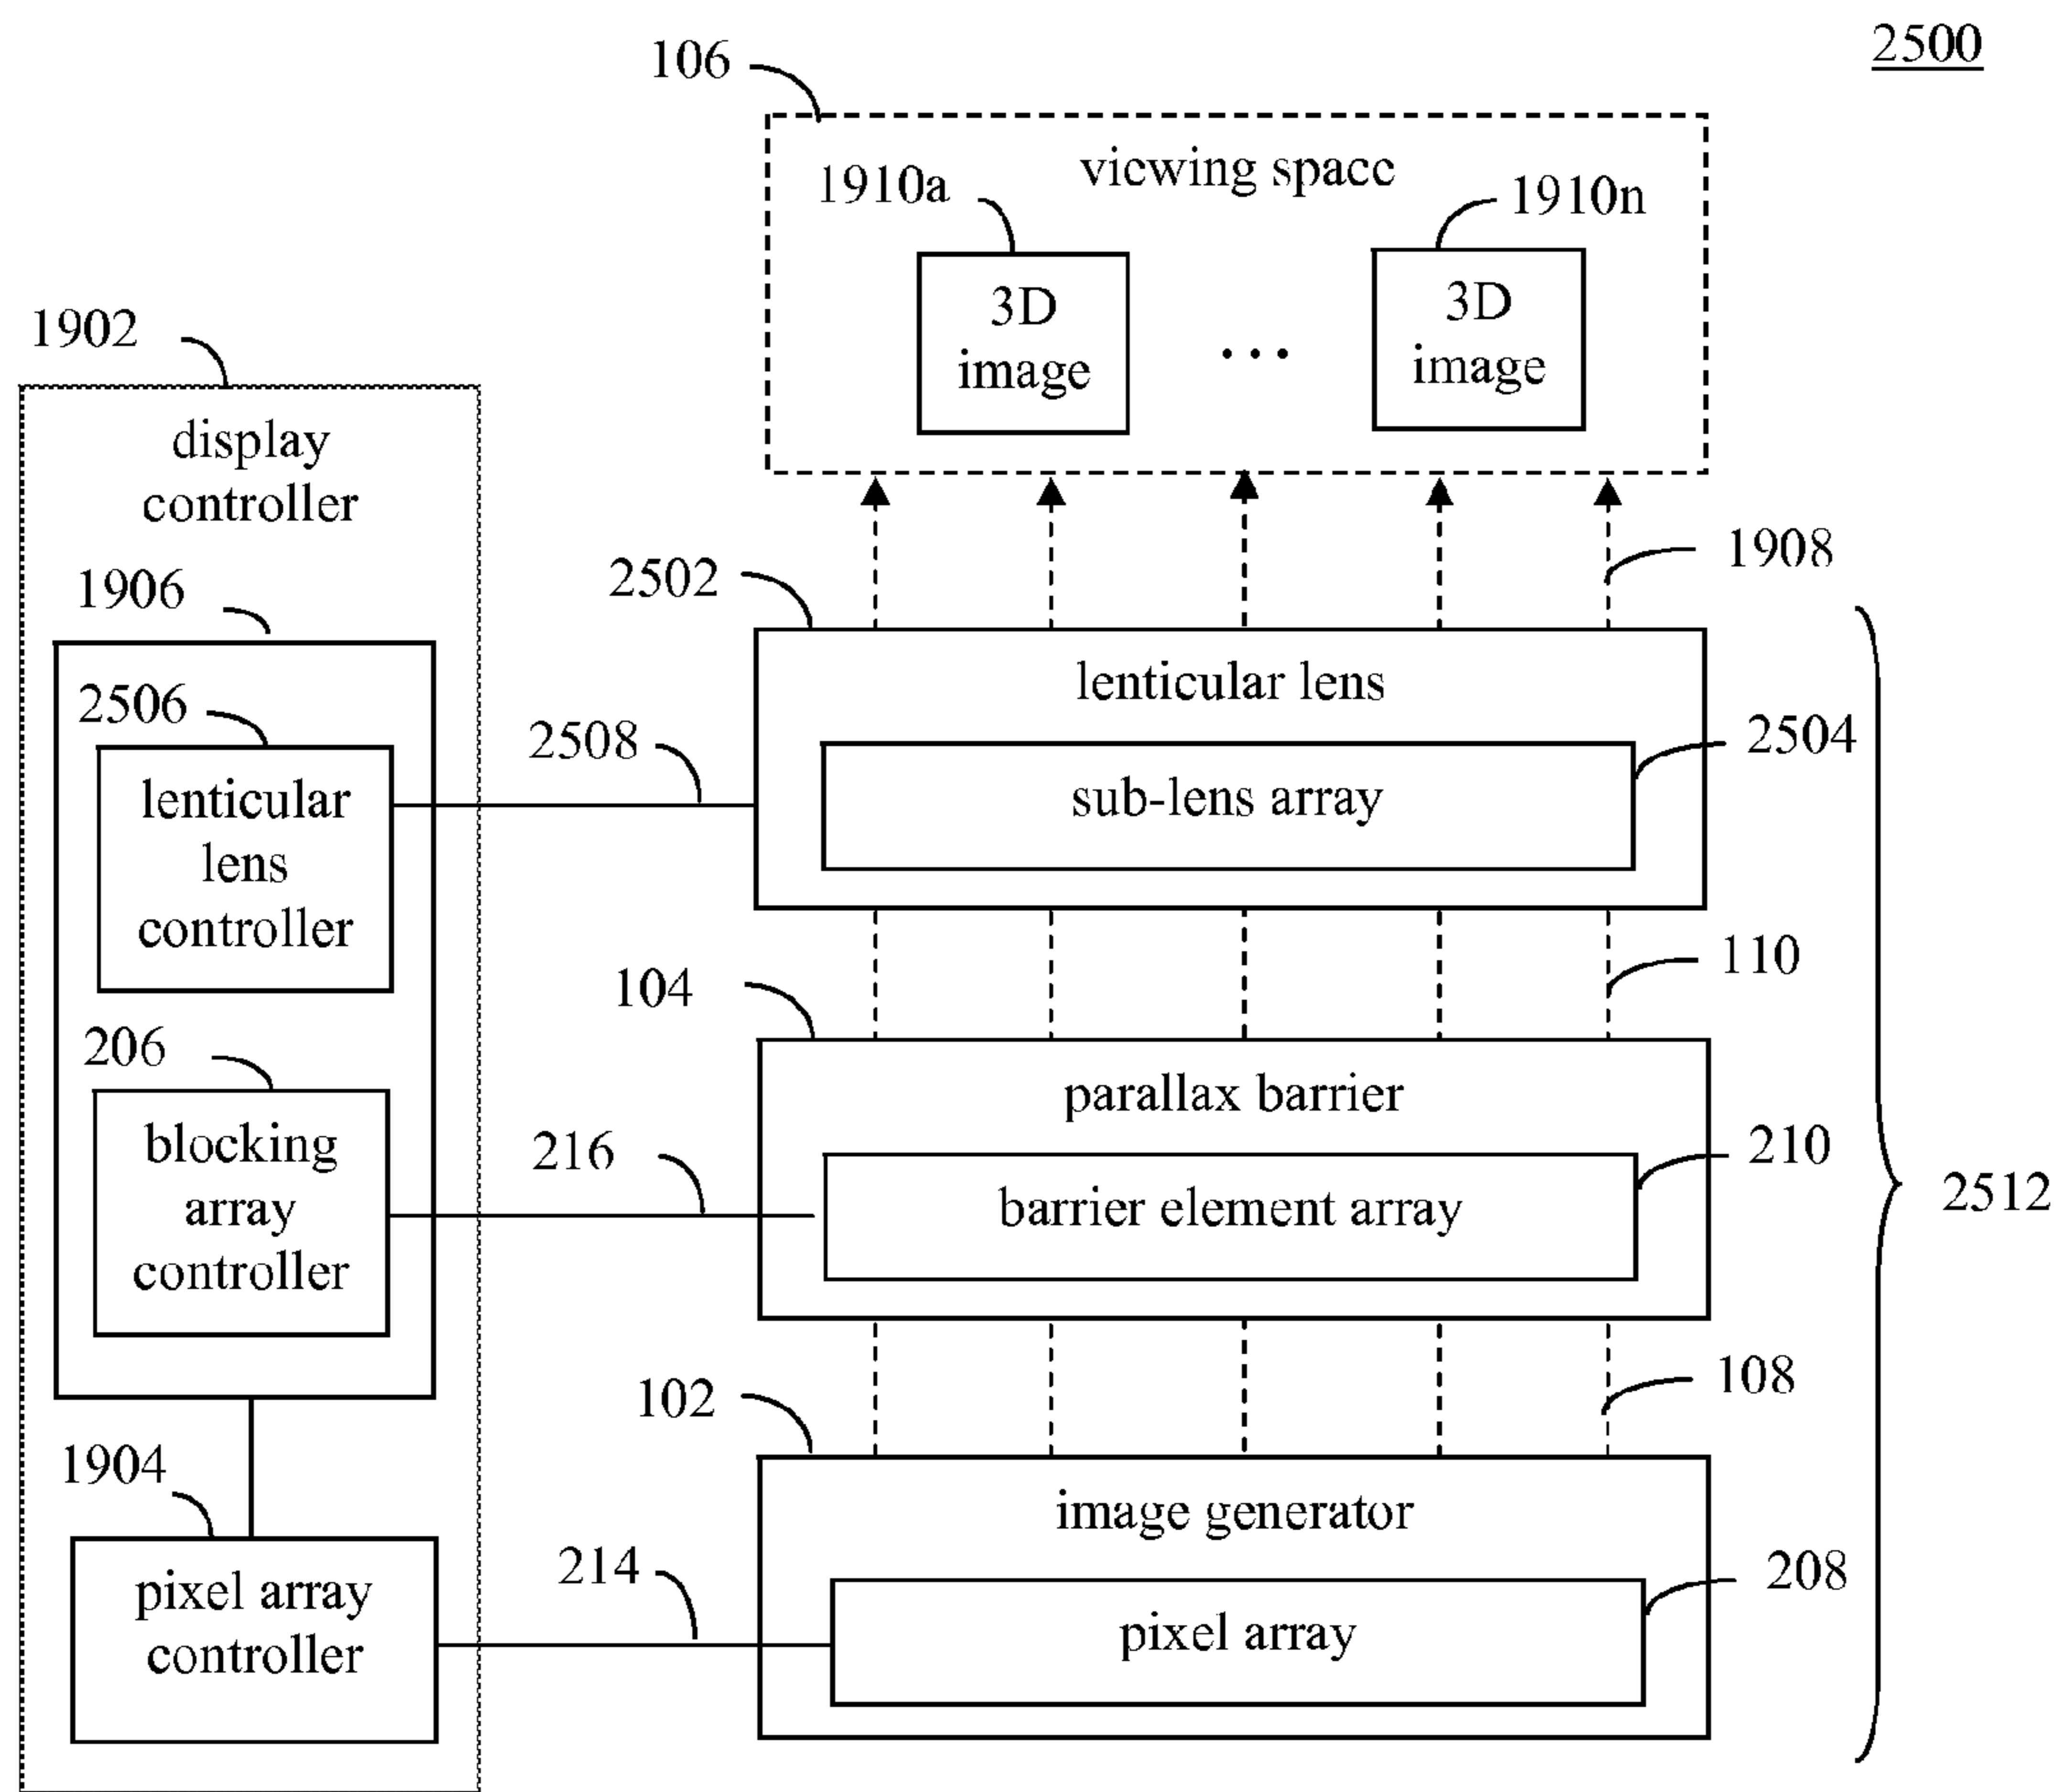 2500
106
viewing space
1910a
1910n
3D
image
...
3D
image
1902
display
controller
1908
2502
1906
lenticular lens
2506
2508
2504
sub-lens array
lenticular
lens
controller
110
104
206
parallax barrier
blocking
array
controller
216
210
barrier element array
2512
108
102
1904
image generator
214
208
pixel array
controller
pixel array